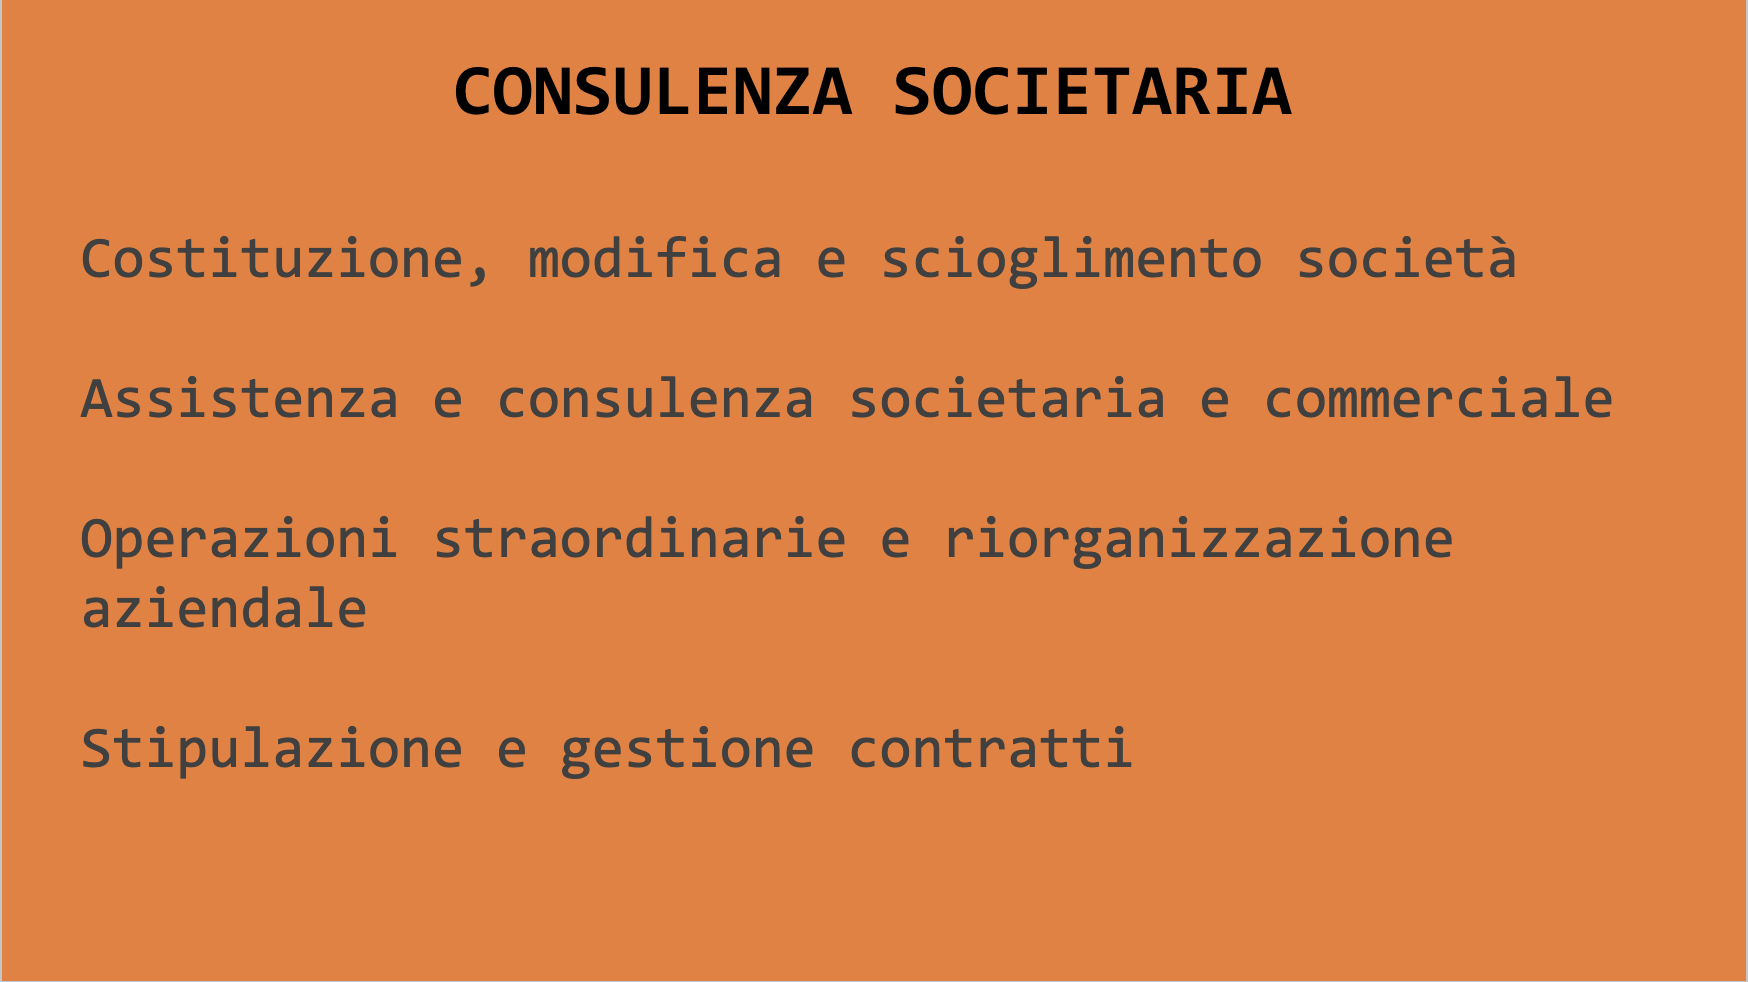 CONSULENZA SOCIETARIA
Costituzione, modifica e scioglimento società
Assistenza e consulenza societaria e commerciale
Operazioni straordinarie e riorganizzazione
aziendale
Stipulazione e gestione contratti